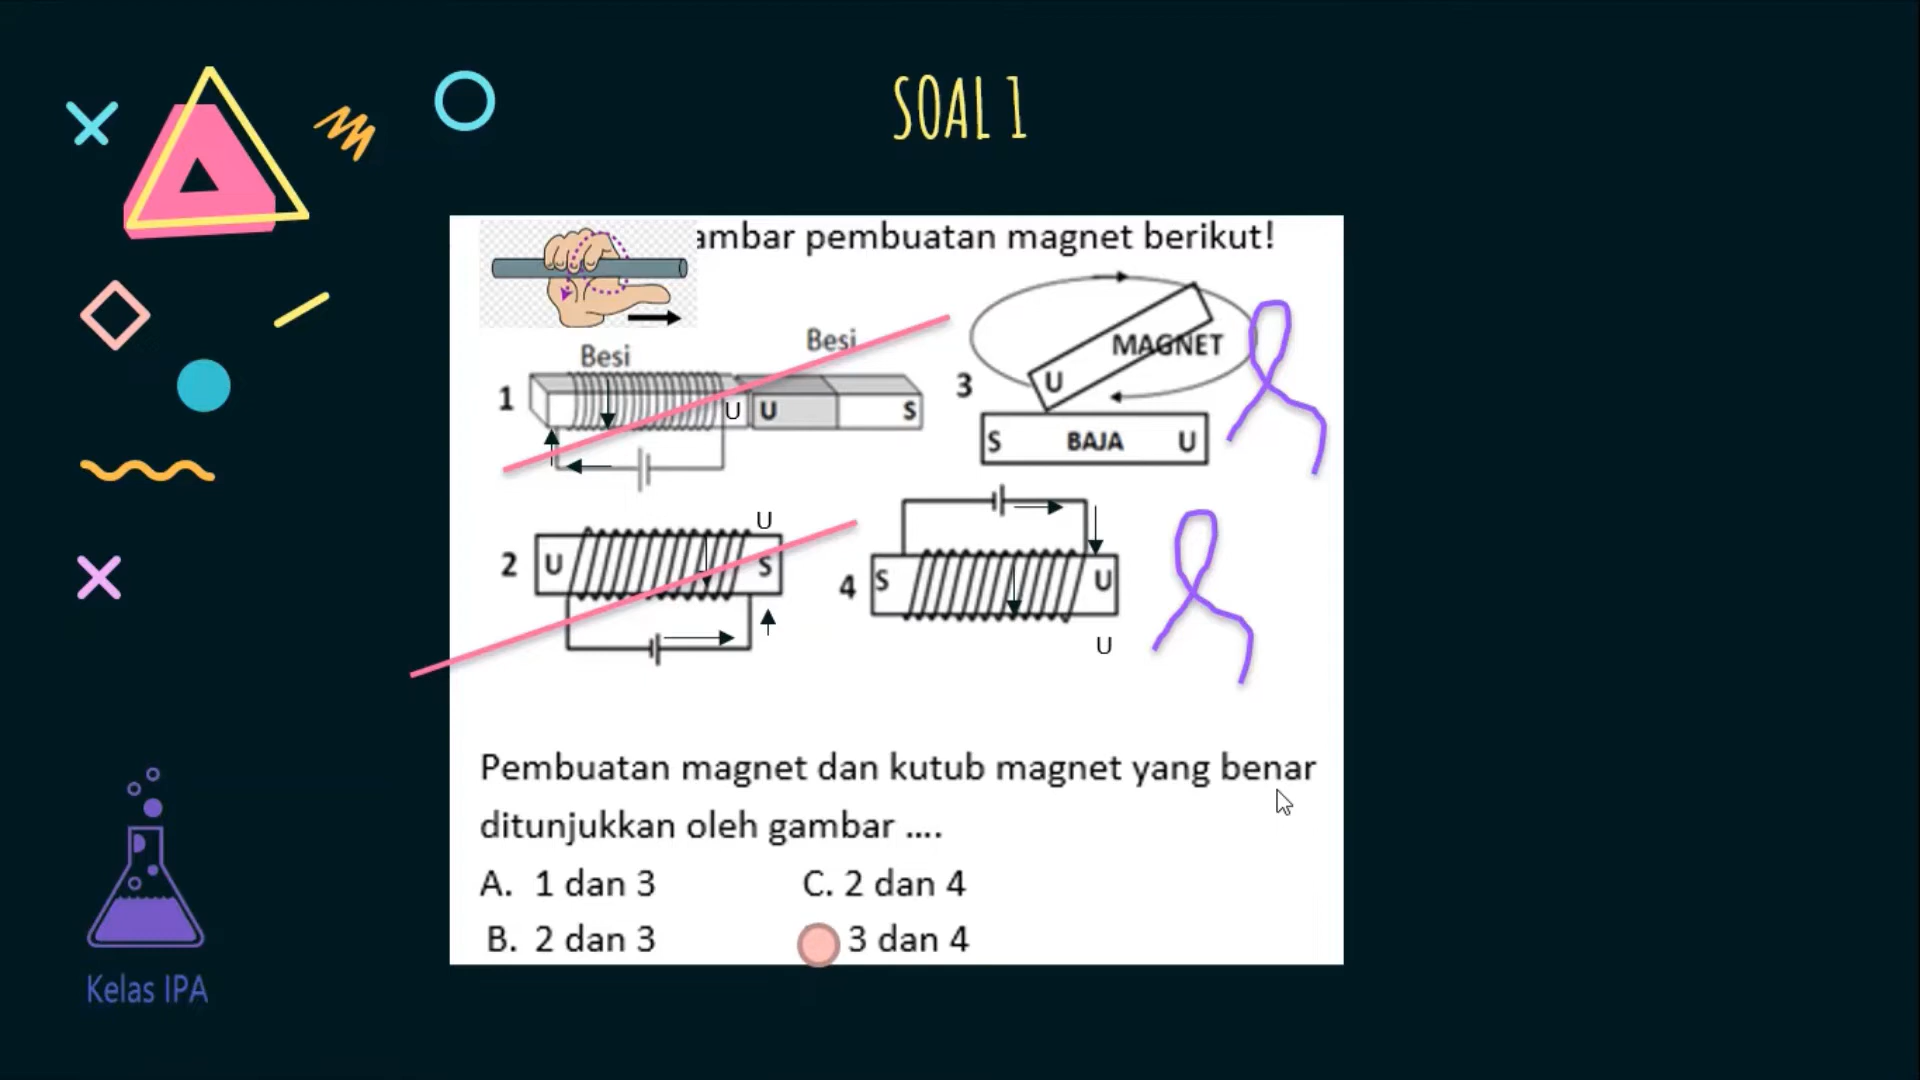 SOAL 1
ambar pembuatan magnet berikut!
Besi
Besi
1
U
U
S
3
MAGNET
U
S BAJA U
2
U
U
S
4
S
U
U
Pembuatan magnet dan kutub magnet yang benar
ditunjukkan oleh gambar ....
A. 1 dan 3
C. 2 dan 4
B. 2 dan 3
3 dan 4
Kelas IPA